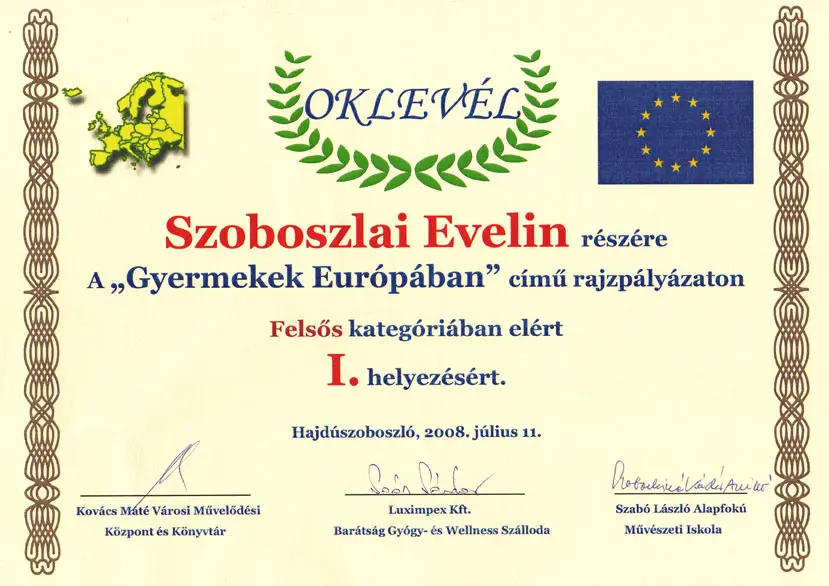 OKLEVÉL
Szoboszlai Evelin részére
A „Gyermekek Európában” című rajzpályázaton
Felsős kategóriában elért
I. helyezésért.
Hajdúszoboszló, 2008. július 11.
Kovács Máté Városi Művelődési
Központ és Könyvtár
Luximpex Kft.
Barátság Gyógy- és Wellness Szálloda
Szabó László Alapfokú
Művészeti Iskola